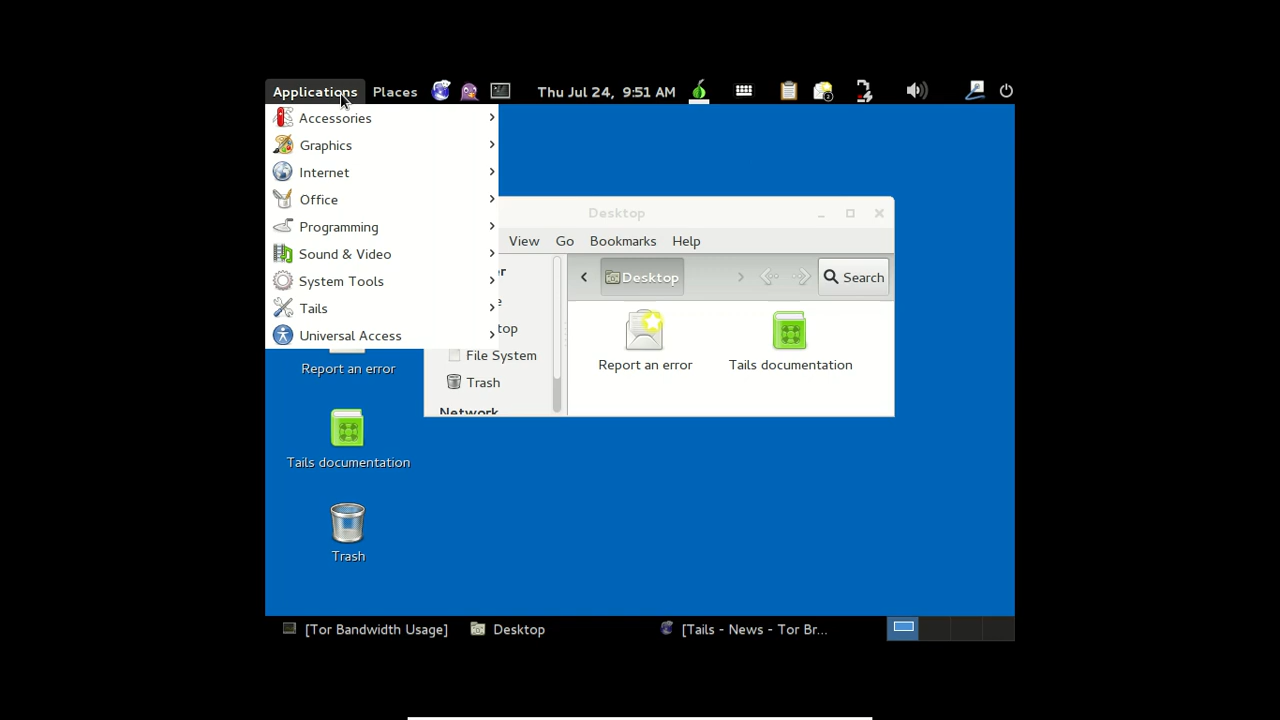 Applications Places Thu Jul 24, 9:51 AM
Accessories
Graphics
Internet
Office
Programming
Sound & Video
System Tools
Tails
Universal Access
Desktop
View Go Bookmarks Help
Desktop Search
File System
Trash
Network
Report an error
Tails documentation
Report an error
Tails documentation
Trash
[Tor Bandwidth Usage] Desktop [Tails - News - Tor Br...